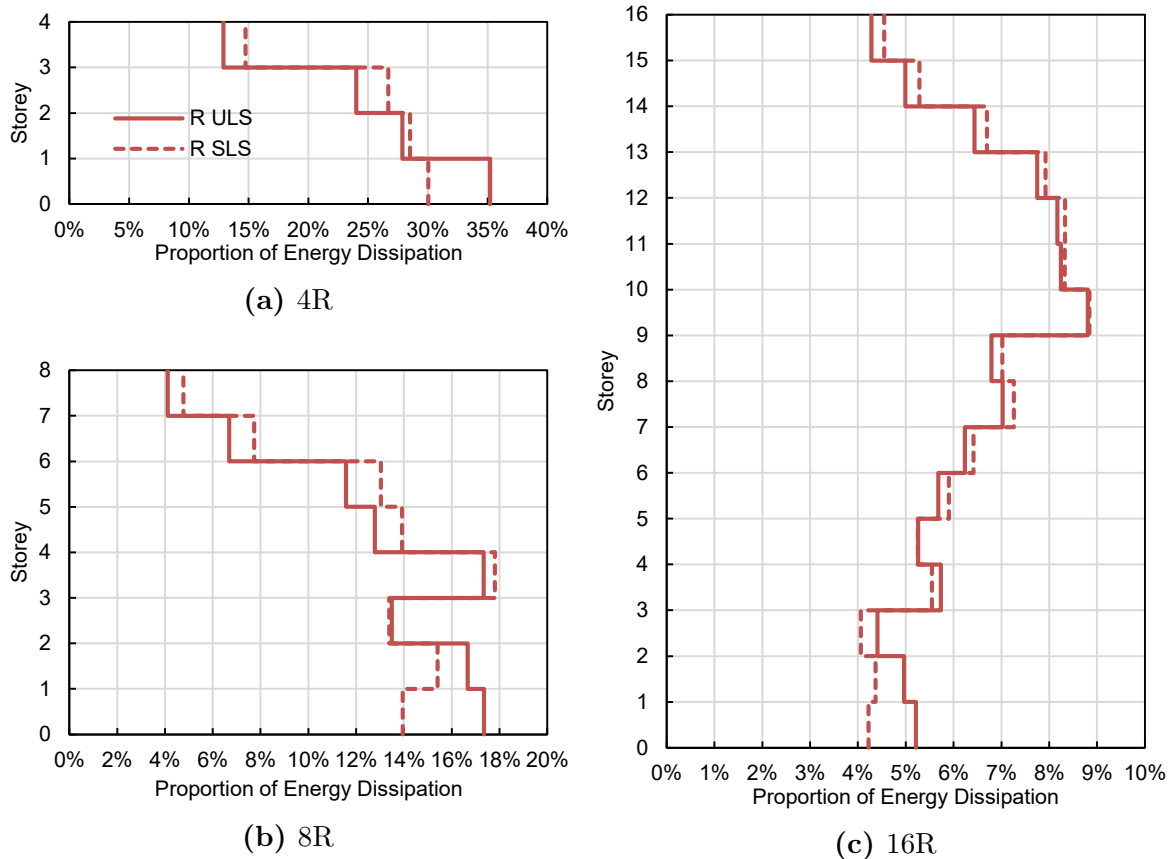 4
3
2
1
0
Storey
R ULS
R SLS
0% 5% 10% 15% 20% 25% 30% 35% 40%
Proportion of Energy Dissipation
(a) 4R
8
7
6
5
4
3
2
1
0
Storey
0% 2% 4% 6% 8% 10% 12% 14% 16% 18% 20%
Proportion of Energy Dissipation
(b) 8R
16
15
14
13
12
11
10
9
8
7
6
5
4
3
2
1
0
Storey
0% 1% 2% 3% 4% 5% 6% 7% 8% 9% 10%
Proportion of Energy Dissipation
(c) 16R